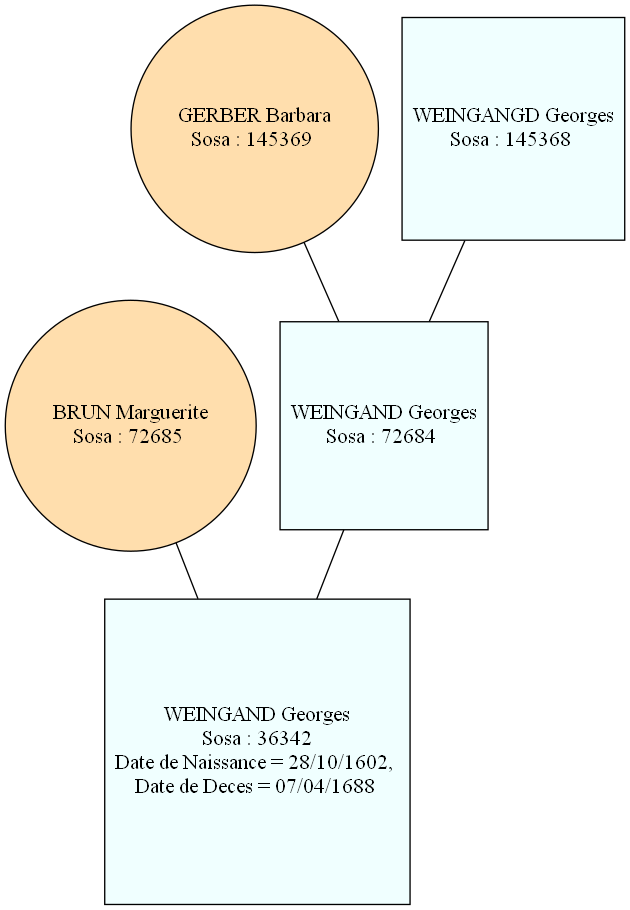 GERBER Barbara
Sosa : 145369
WEINGANGD Georges
Sosa : 145368
BRUN Marguerite
Sosa : 72685
WEINGAND Georges
Sosa : 72684
WEINGAND Georges
Sosa : 36342
Date de Naissance = 28/10/1602,
Date de Deces = 07/04/1688